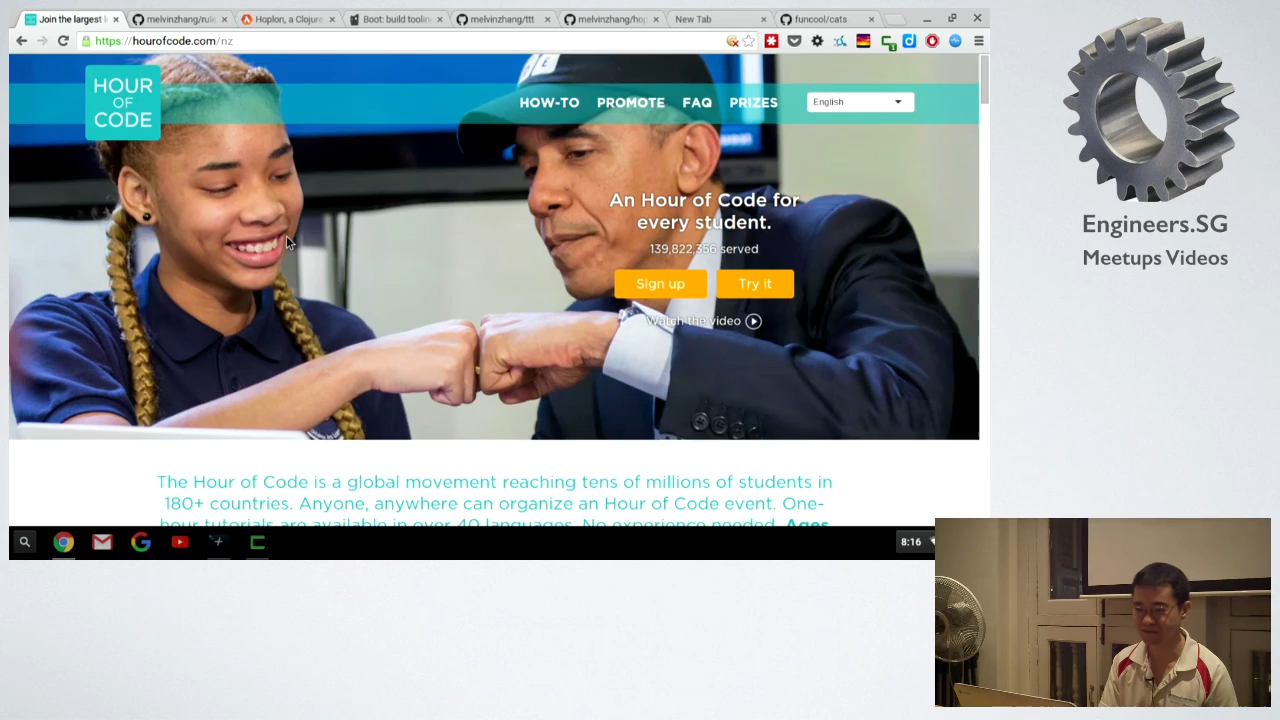 Join the largest
melvinzhang/rule
Hoplon, a Clojure
Boot: build toolin
melvinzhang/ttt
melvinzhang/hop
New Tab
funcool/cats
https://hourofcode.com/nz
HOUR
OF
CODE
HOW-TO
PROMOTE
FAQ
PRIZES
English
An Hour of Code for
every student.
139,822,356 served
Sign up
Try it
Watch the video
The Hour of Code is a global movement reaching tens of millions of students in
180+ countries. Anyone, anywhere can organize an Hour of Code event. One-
hour tutorials are available in over 40 languages. No experience needed. Ages
8:16
Engineers.SG
Meetups Videos